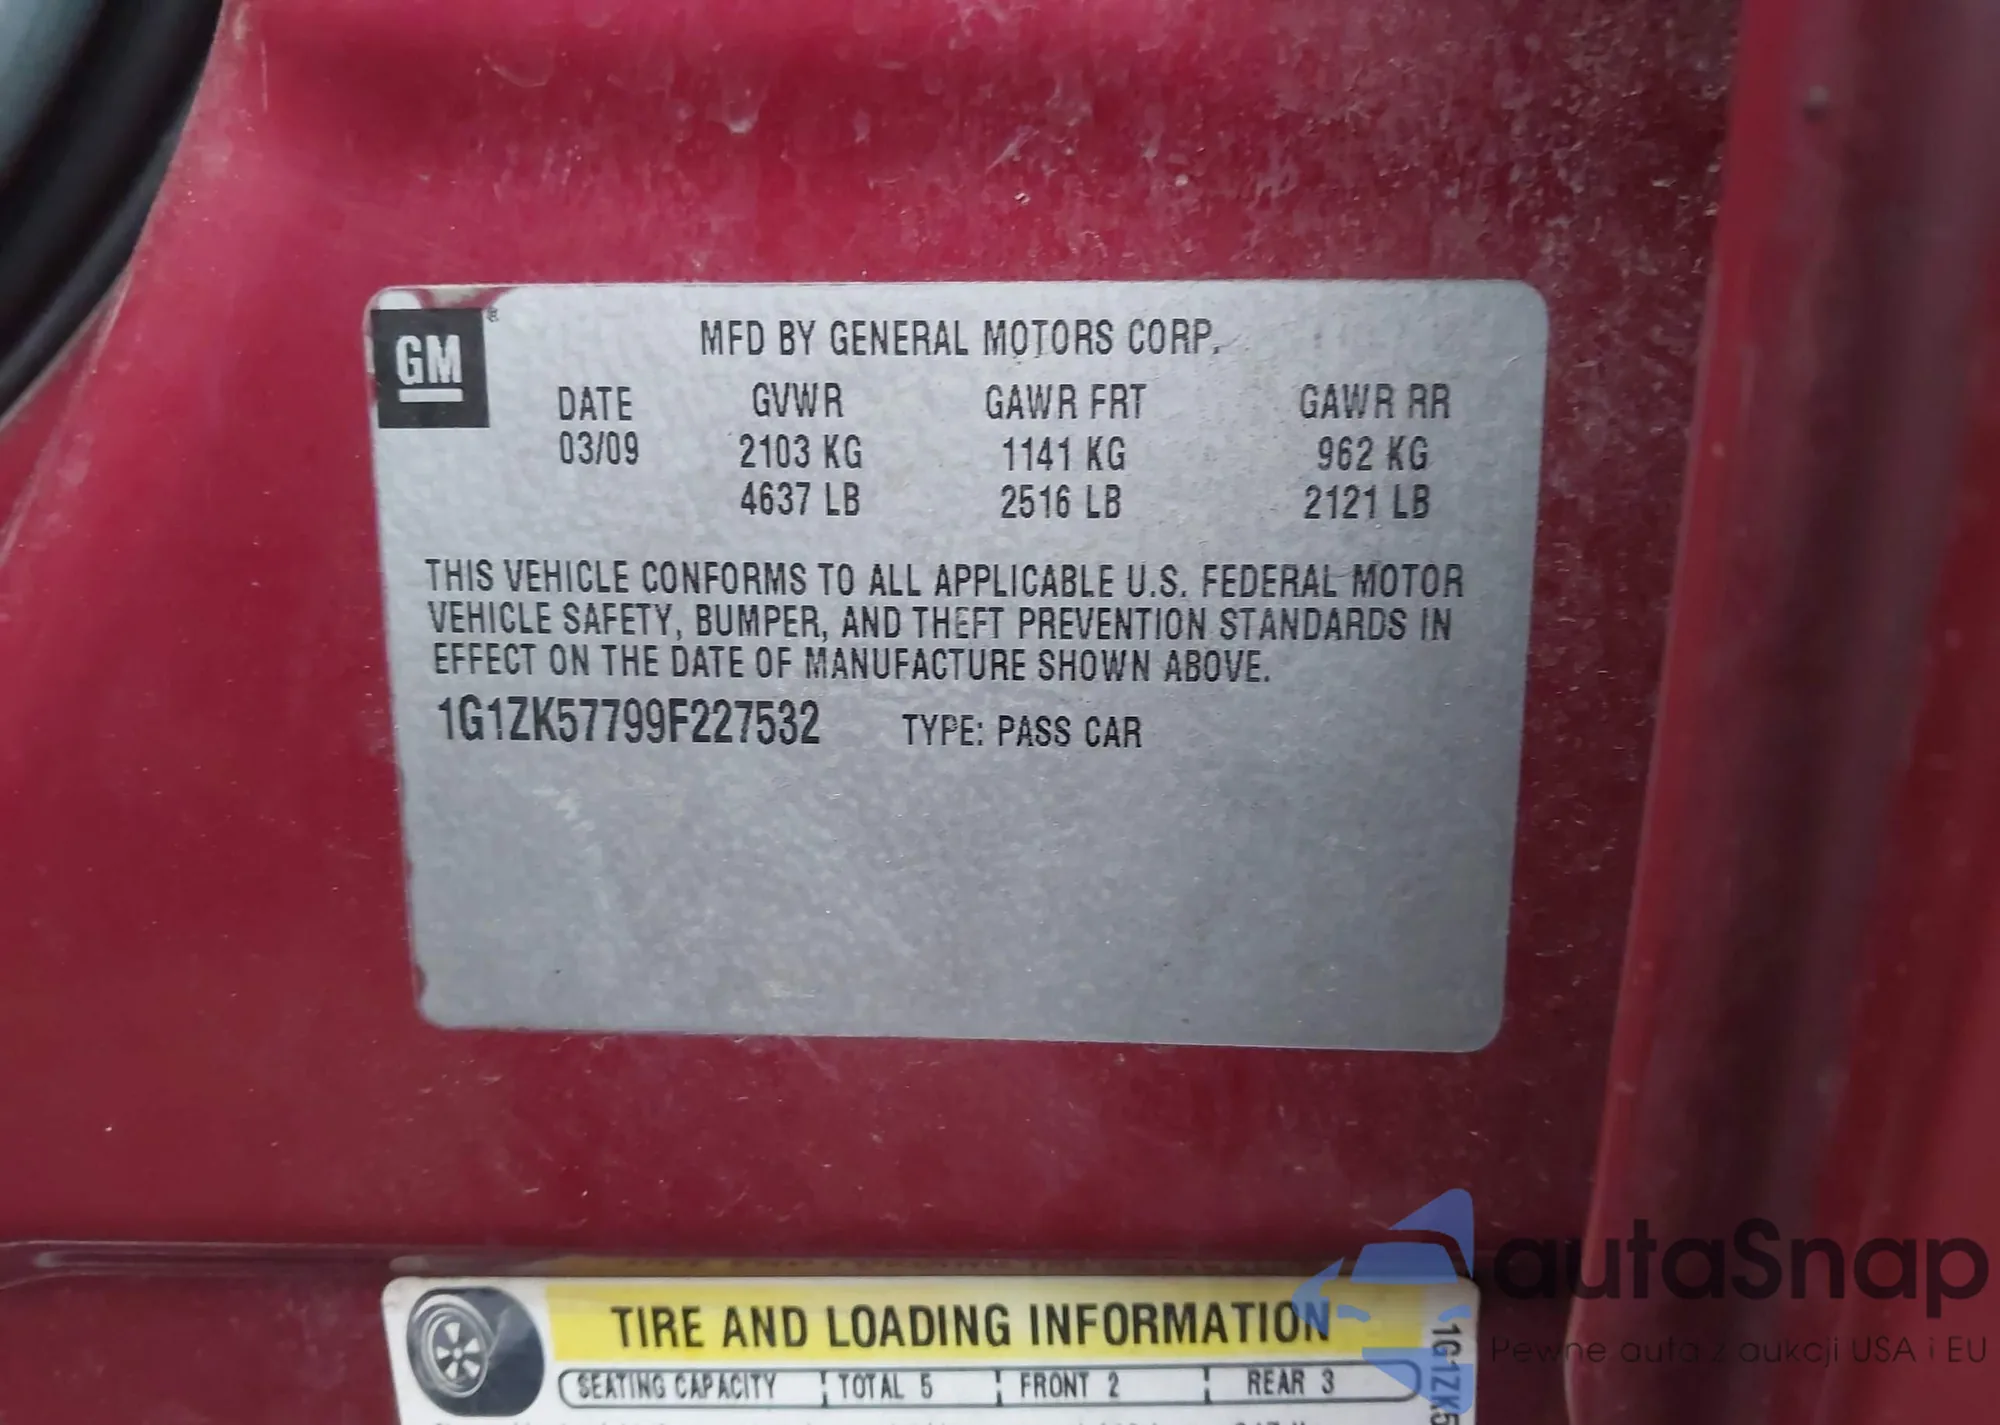 GM ®
MFD BY GENERAL MOTORS CORP.
DATE GVWR GAWR FRT GAWR RR
03/09 2103 KG 1141 KG 962 KG
4637 LB 2516 LB 2121 LB
THIS VEHICLE CONFORMS TO ALL APPLICABLE U.S. FEDERAL MOTOR
VEHICLE SAFETY, BUMPER, AND THEFT PREVENTION STANDARDS IN
EFFECT ON THE DATE OF MANUFACTURE SHOWN ABOVE.
1G1ZK57799F227532 TYPE: PASS CAR
TIRE AND LOADING INFORMATION
SEATING CAPACITY TOTAL 5 FRONT 2 REAR 3
1G1ZK5
autaSnap
Pewne auta z aukcji USA i EU